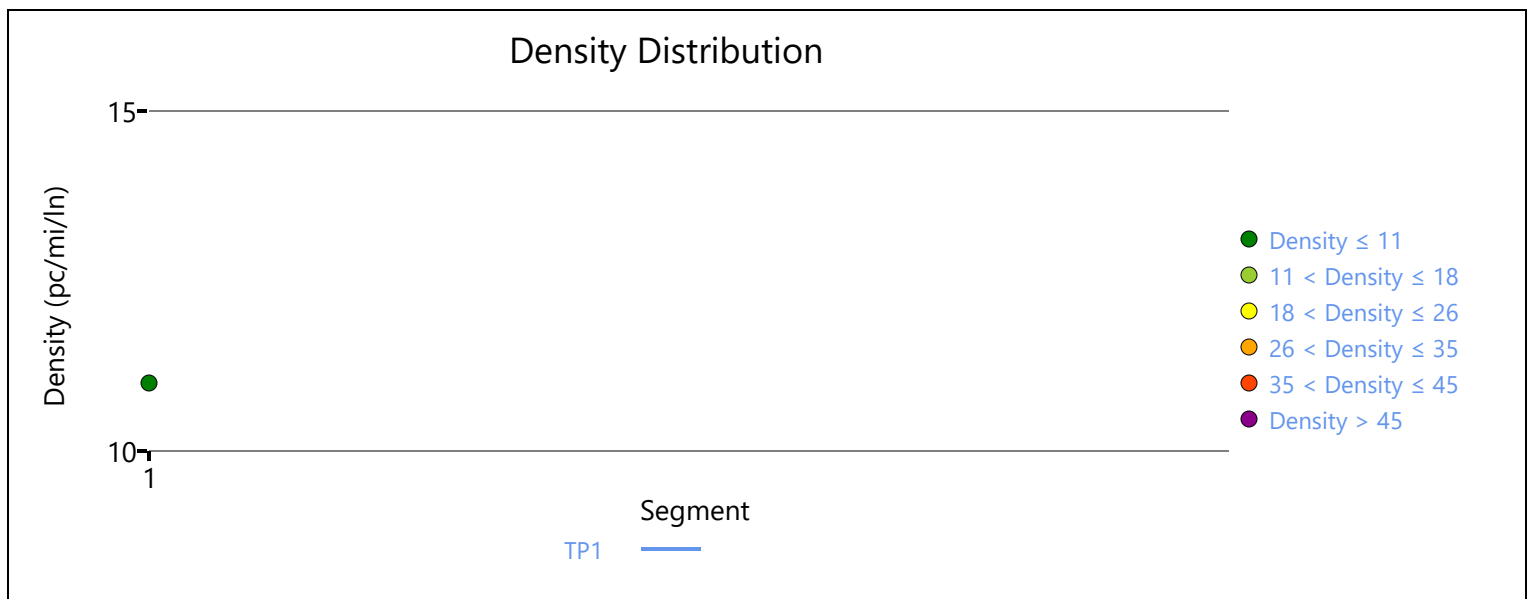 Density Distribution
15
Density (pc/mi/ln)
Density ≤ 11
11 < Density ≤ 18
18 < Density ≤ 26
26 < Density ≤ 35
35 < Density ≤ 45
Density > 45
10
1
Segment
TP1